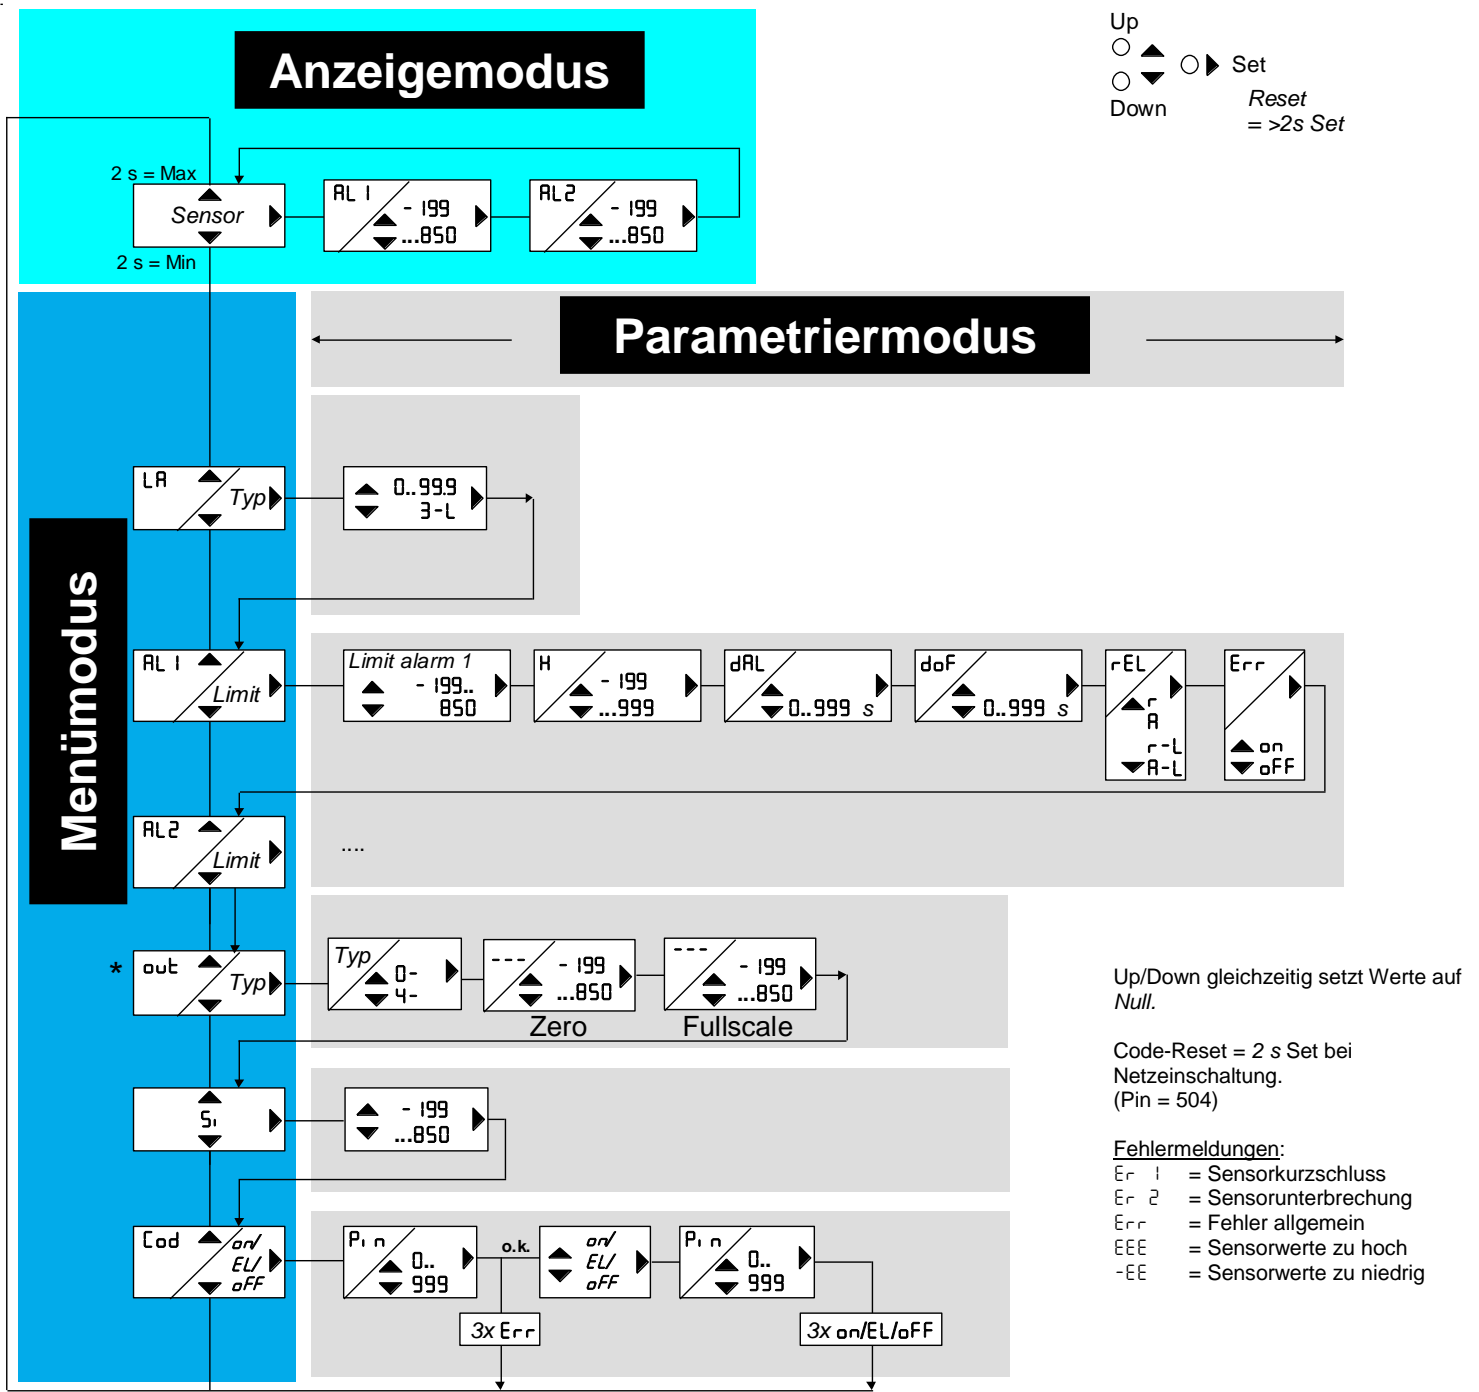 Anzeigemodus
Up
Set
Down
Reset
= >2s Set
2 s = Max
Sensor
2 s = Min
AL1
- 199
...850
AL2
- 199
...850
Parametriermodus
Menümodus
LA
Typ
0..99.9
3-L
AL1
Limit
Limit alarm 1
- 199..
850
H
- 199
...999
dAL
0..999 s
doF
0..999 s
rEL
r
A
r-L
A-L
Err
on
oFF
AL2
Limit
....
*
out
Typ
Typ
0-
4-
---
- 199
...850
Zero
---
- 199
...850
Fullscale
Si
- 199
...850
Cod
on/
EL/
oFF
Pin
0..
999
o.k.
on/
EL/
oFF
Pin
0..
999
3x Err
3x on/EL/oFF
Up/Down gleichzeitig setzt Werte auf
Null.
Code-Reset = 2 s Set bei
Netzeinschaltung.
(Pin = 504)
Fehlermeldungen:
Er 1 = Sensorkurzschluss
Er 2 = Sensorunterbrechung
Err = Fehler allgemein
EEE = Sensorwerte zu hoch
-EE = Sensorwerte zu niedrig